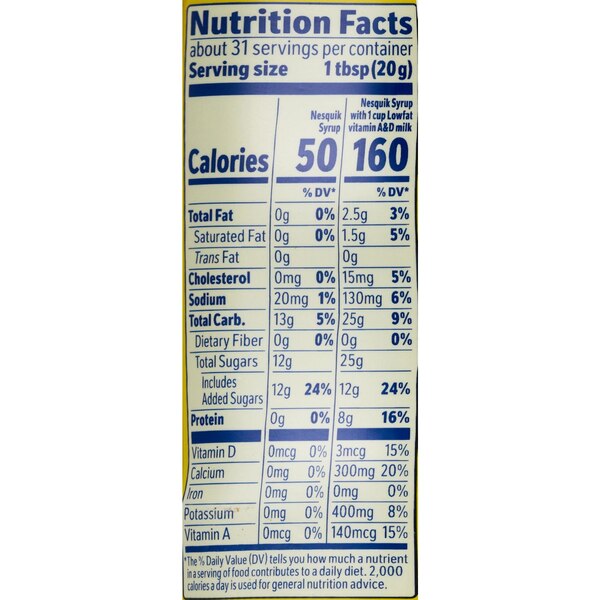 Nutrition Facts
about 31 servings per container
Serving size 1 tbsp (20g)
Nesquik Syrup
Nesquik Syrup with 1 cup Lowfat vitamin A&D milk
Calories 50 160
% DV* % DV*
Total Fat 0g 0% 2.5g 3%
Saturated Fat 0g 0% 1.5g 5%
Trans Fat 0g 0g
Cholesterol 0mg 0% 15mg 5%
Sodium 20mg 1% 130mg 6%
Total Carb. 13g 5% 25g 9%
Dietary Fiber 0g 0% 0g 0%
Total Sugars 12g 25g
Includes
Added Sugars 12g 24% 12g 24%
Protein 0g 0% 8g 16%
Vitamin D 0mcg 0% 3mcg 15%
Calcium 0mg 0% 300mg 20%
Iron 0mg 0% 0mg 0%
Potassium 0mg 0% 400mg 8%
Vitamin A 0mcg 0% 140mcg 15%
*The % Daily Value (DV) tells you how much a nutrient
in a serving of food contributes to a daily diet. 2,000
calories a day is used for general nutrition advice.